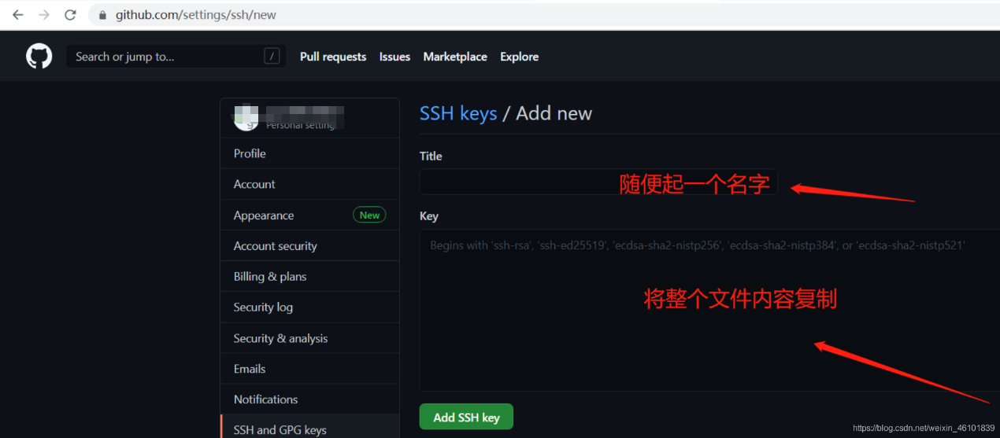 github.com/settings/ssh/new
Search or jump to... / Pull requests Issues Marketplace Explore
Personal setting
Profile
Account
Appearance New
Account security
Billing & plans
Security log
Security & analysis
Emails
Notifications
SSH and GPG keys
SSH keys / Add new
Title
随便起一个名字
Key
Begins with 'ssh-rsa', 'ssh-ed25519', 'ecdsa-sha2-nistp256', 'ecdsa-sha2-nistp384', or 'ecdsa-sha2-nistp521'
将整个文件内容复制
Add SSH key
https://blog.csdn.net/weixin_46101839